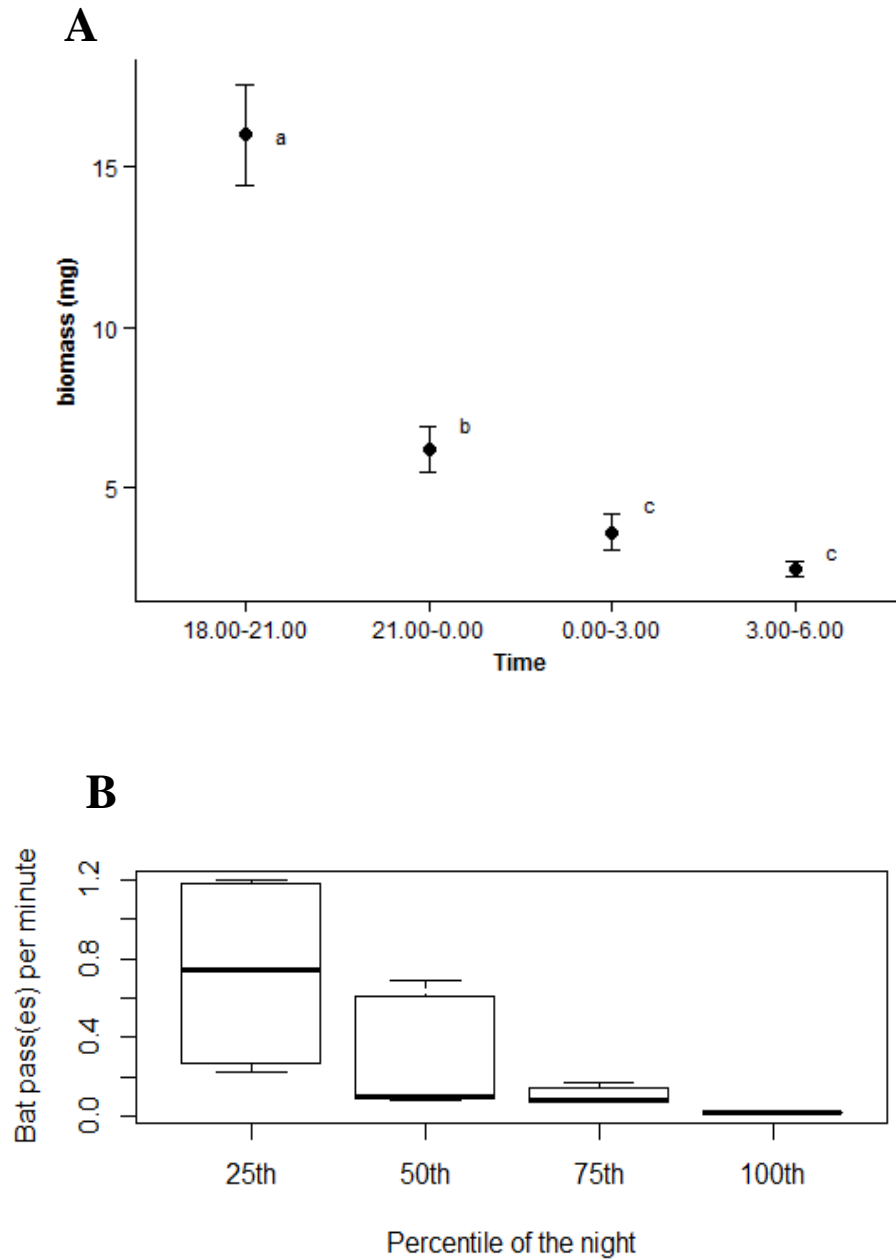 A
15
10
5
biomass (mg)
a
b
c
c
18.00-21.00 21.00-0.00 0.00-3.00 3.00-6.00
Time
B
Bat pass(es) per minute
1.2
0.8
0.4
0.0
25th 50th 75th 100th
Percentile of the night